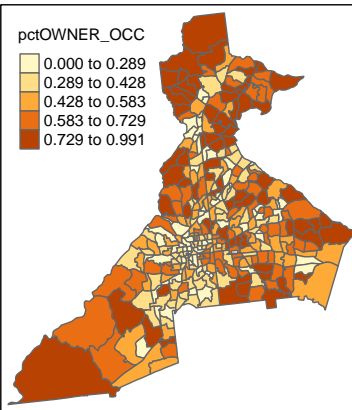 pctOWNER_OCC
0.000 to 0.289
0.289 to 0.428
0.428 to 0.583
0.583 to 0.729
0.729 to 0.991